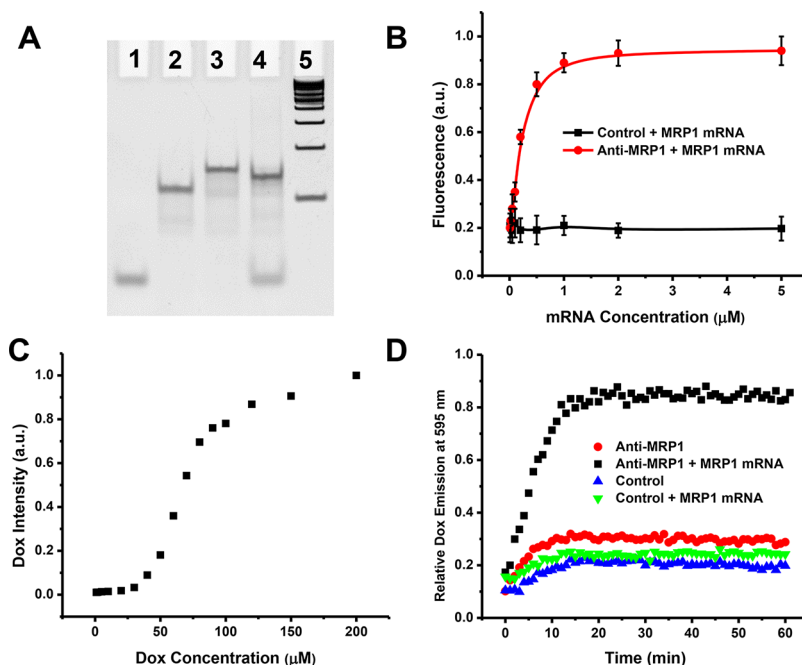 A
1 2 3 4 5
B
Fluorescence (a.u.)
1.0
0.8
0.6
0.4
0.2
0.0
Control + MRP1 mRNA
Anti-MRP1 + MRP1 mRNA
0 1 2 3 4 5
mRNA Concentration (μM)
C
Dox Intensity (a.u.)
1.0
0.8
0.6
0.4
0.2
0.0
0 50 100 150 200
Dox Concentration (μM)
D
Relative Dox Emission at 595 nm
1.0
0.8
0.6
0.4
0.2
0.0
Anti-MRP1
Anti-MRP1 + MRP1 mRNA
Control
Control + MRP1 mRNA
0 10 20 30 40 50 60
Time (min)